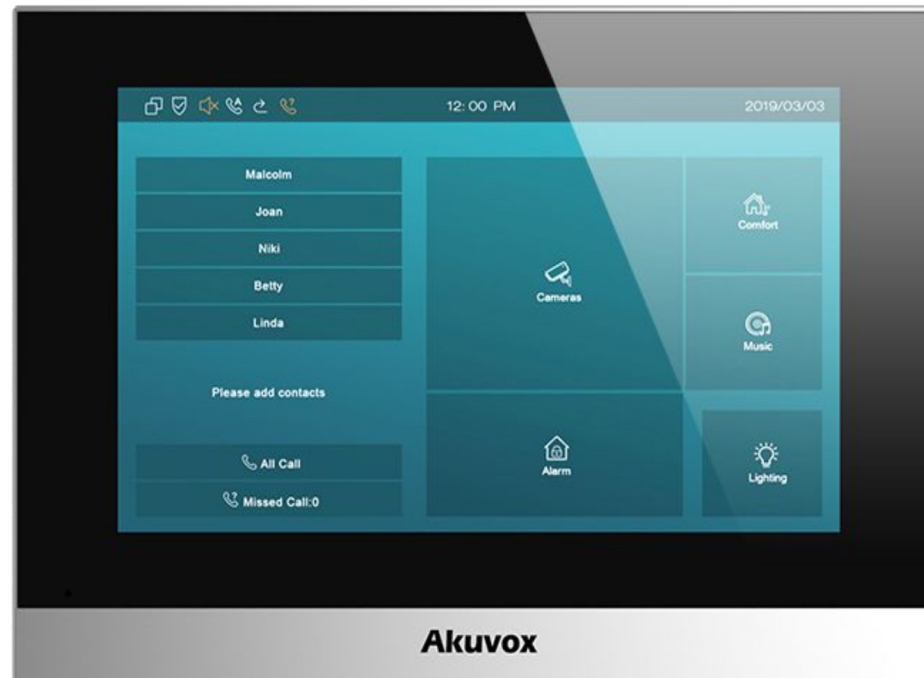 12:00 PM
2019/03/03
Malcolm
Joan
Niki
Betty
Linda
Please add contacts
All Call
Missed Call:0
Cameras
Alarm
Comfort
Music
Lighting
Akuvox